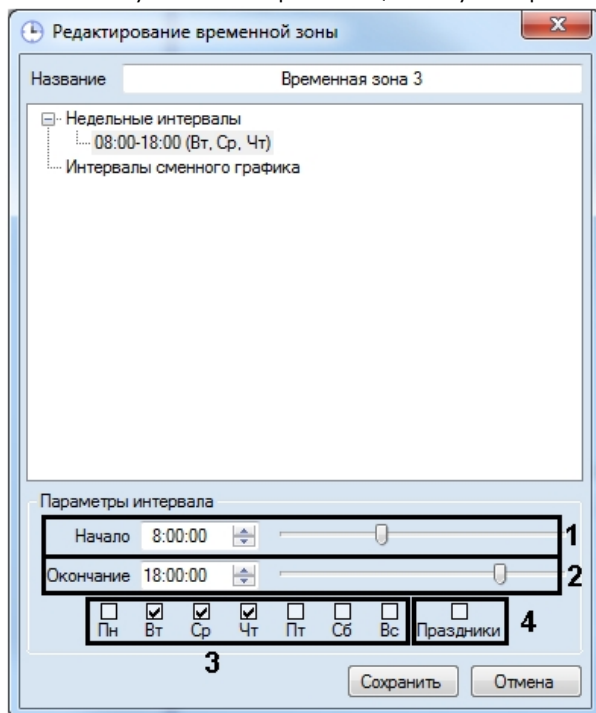 Редактирование временной зоны
Название Временная зона 3
Недельные интервалы
08:00-18:00 (Вт, Ср, Чт)
Интервалы сменного графика
Параметры интервала
Начало 8:00:00 1
Окончание 18:00:00 2
Пн Вт Ср Чт Пт Сб Вс Праздники 4
3
Сохранить Отмена